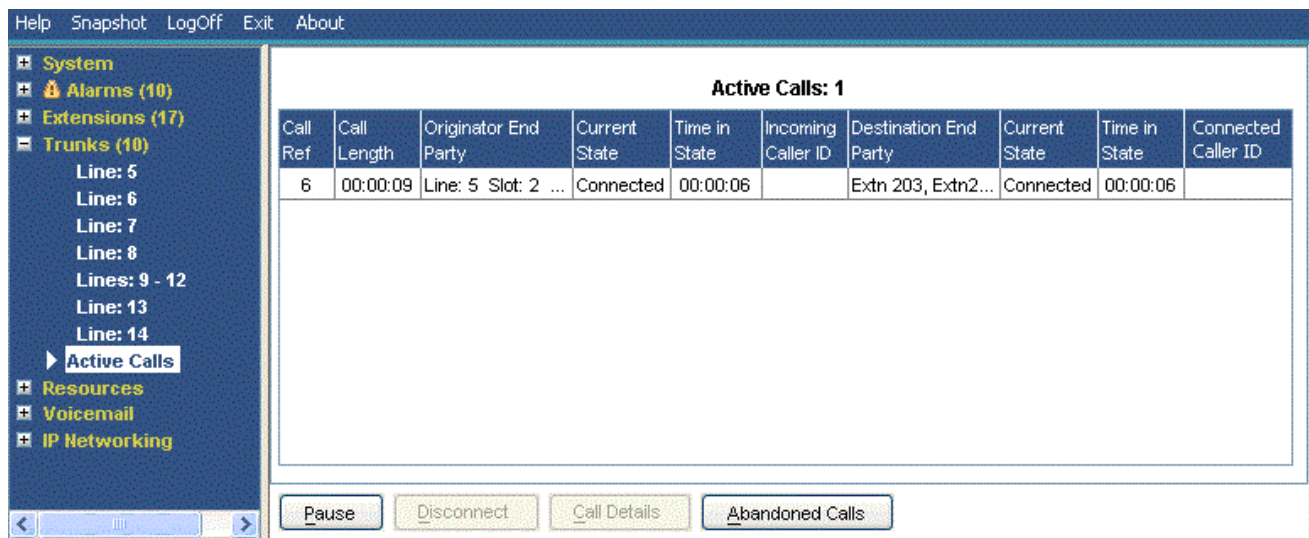 Help Snapshot LogOff Exit About
System
Alarms (10)
Extensions (17)
Trunks (10)
Line: 5
Line: 6
Line: 7
Line: 8
Lines: 9 - 12
Line: 13
Line: 14
Active Calls
Resources
Voicemail
IP Networking
Active Calls: 1
Call Ref Call Length Originator End Party Current State Time in State Incoming Caller ID Destination End Party Current State Time in State Connected Caller ID
6 00:00:09 Line: 5 Slot: 2 ... Connected 00:00:06 Extn 203, Extn2... Connected 00:00:06
Pause Disconnect Call Details Abandoned Calls